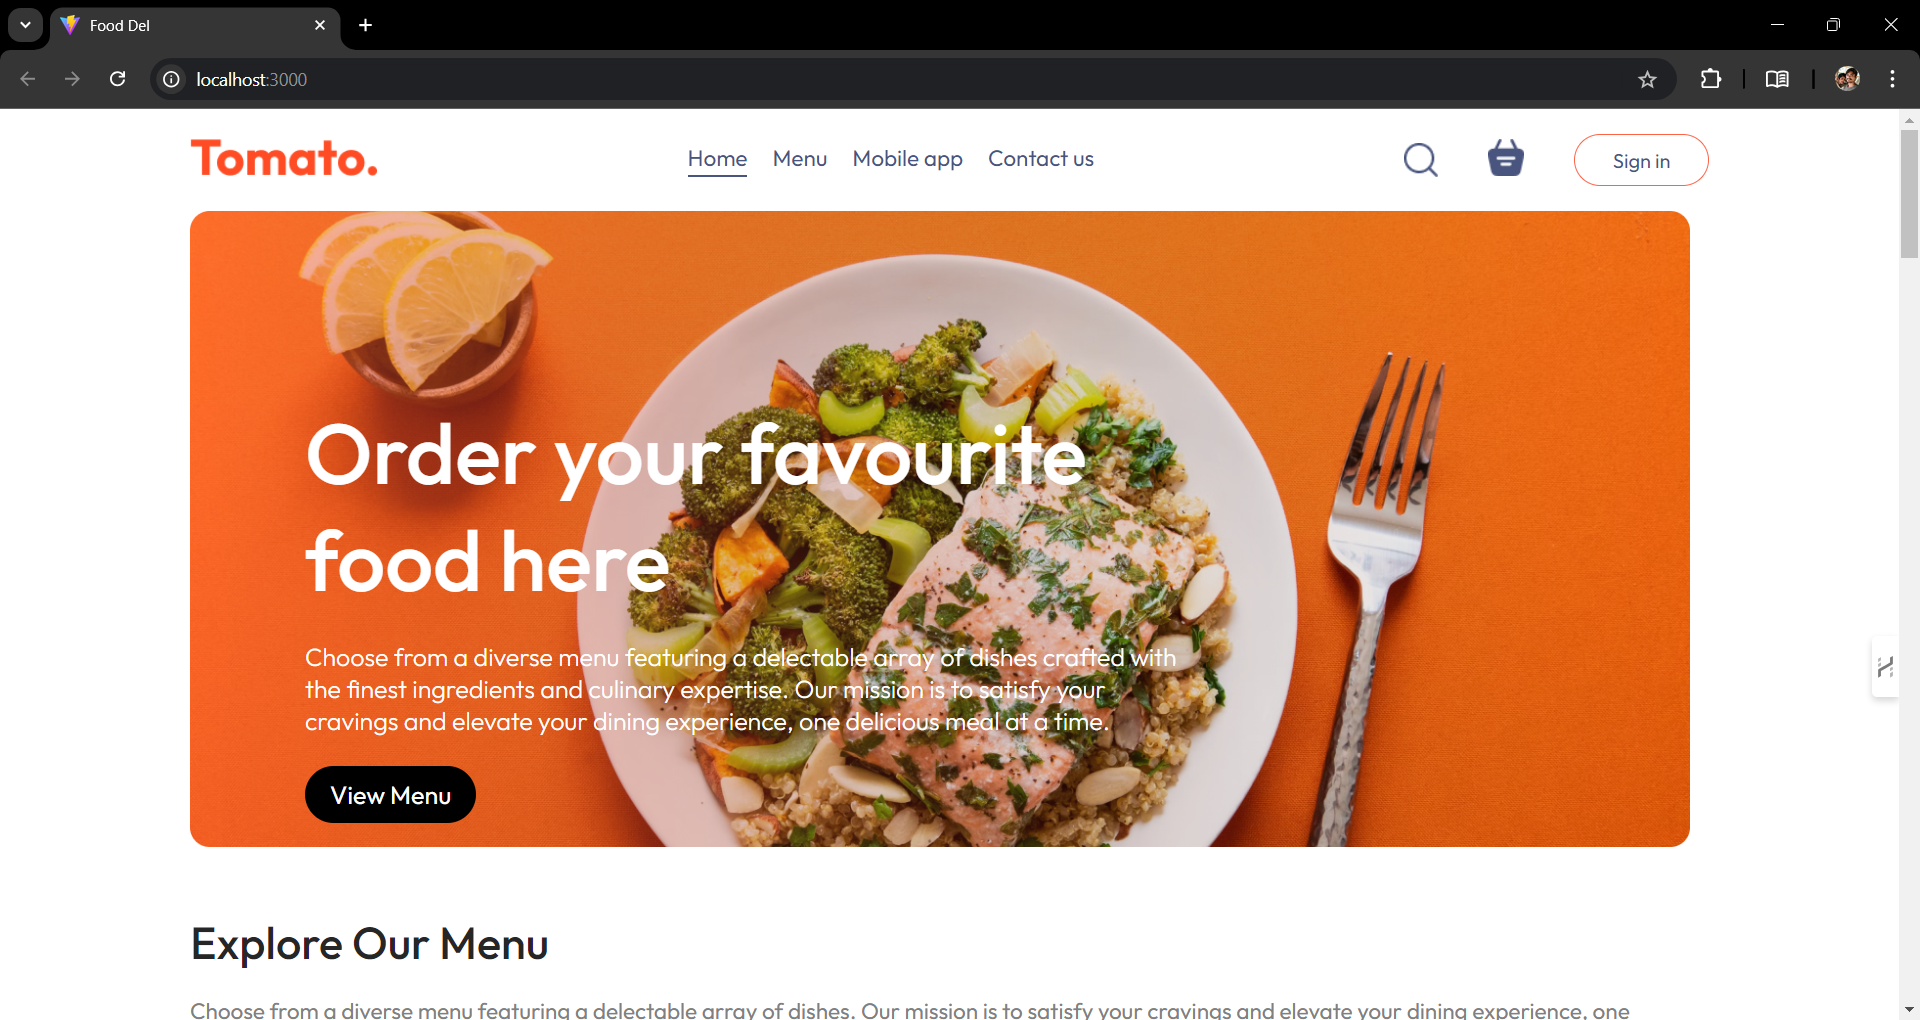 Food Del
localhost:3000
Tomato.
Home Menu Mobile app Contact us
Sign in
Order your favourite
food here
Choose from a diverse menu featuring a delectable array of dishes crafted with
the finest ingredients and culinary expertise. Our mission is to satisfy your
cravings and elevate your dining experience, one delicious meal at a time.
View Menu
Explore Our Menu
Choose from a diverse menu featuring a delectable array of dishes. Our mission is to satisfy your cravings and elevate your dining experience, one